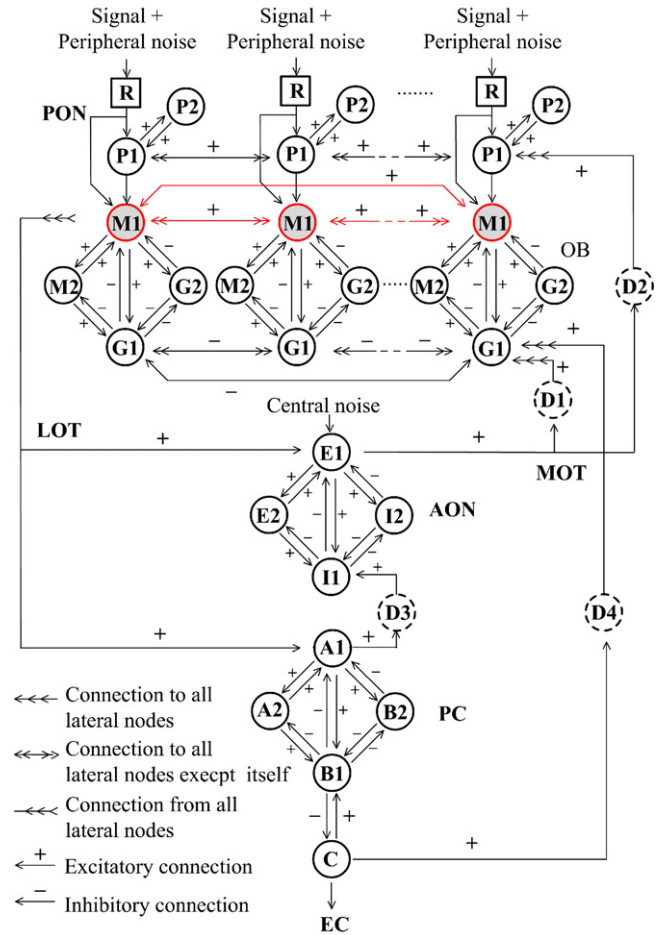 Signal + Signal + Signal +
Peripheral noise Peripheral noise Peripheral noise
R R R
PON P2 P2 ....... P2
+ + + + + +
P1 + P1 + + P1 +
+
M1 + M1 + + M1
+ − + − + − OB
M2 − + G2 M2 − + G2 ...... M2 − + G2 D2
+ − + − + − +
G1 − G1 − − G1 +
− D1
Central noise
LOT + E1 + MOT
+ + − −
E2 − + I2 AON
+ + − −
I1 + D3 D4
+ A1 +
+ + − −
A2 − + B2 PC
+ + − −
B1
− +
C +
EC
Connection to all
lateral nodes
Connection to all
lateral nodes execpt itself
Connection from all
lateral nodes
+ Excitatory connection
− Inhibitory connection